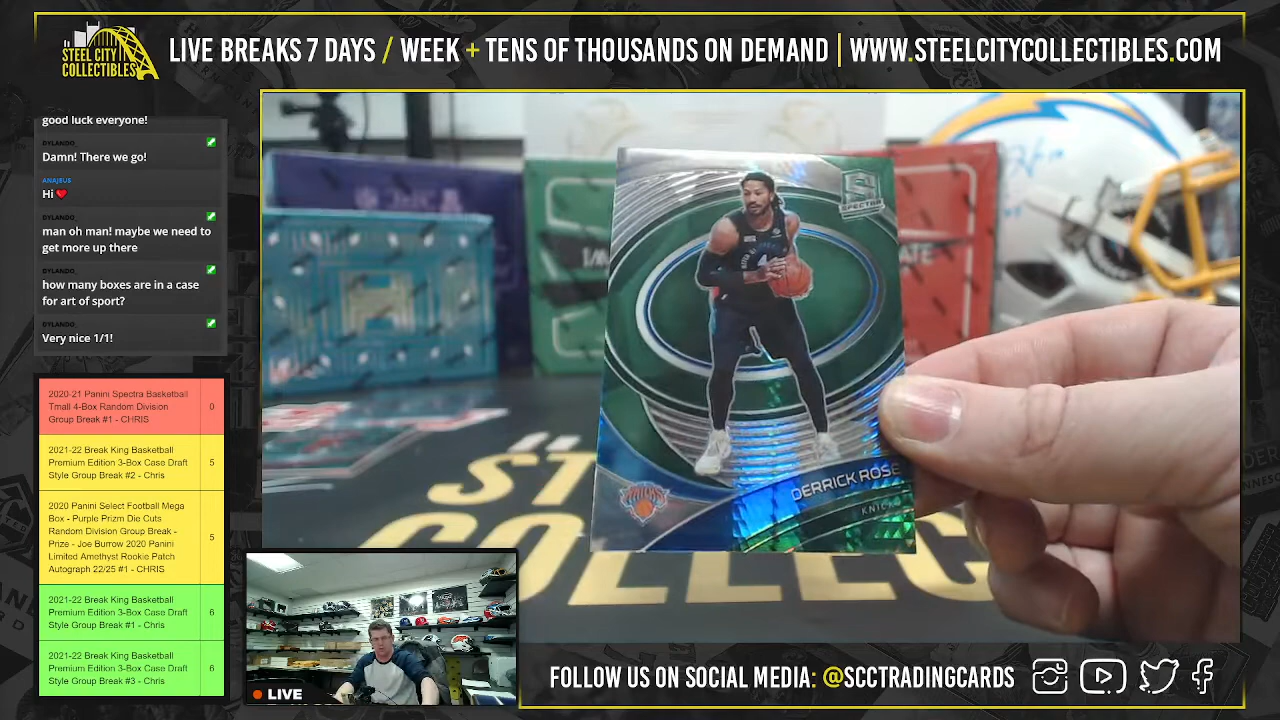 STEEL CITY
COLLECTIBLES
LIVE BREAKS 7 DAYS / WEEK + TENS OF THOUSANDS ON DEMAND | WWW.STEELCITYCOLLECTIBLES.COM
good luck everyone!
DYLANDO_
Damn! There we go!
ANAJEUS
Hi ❤
DYLANDO_
man oh man! maybe we need to
get more up there
DYLANDO_
how many boxes are in a case
for art of sport?
DYLANDO_
Very nice 1/1!
2020-21 Panini Spectra Basketball
Tmall 4-Box Random Division
Group Break #1 - CHRIS
0
2021-22 Break King Basketball
Premium Edition 3-Box Case Draft
Style Group Break #2 - Chris
5
2020 Panini Select Football Mega
Box - Purple Prizm Die Cuts
Random Division Group Break -
Prize - Joe Burrow 2020 Panini
Limited Amethyst Rookie Patch
Autograph 22/25 #1 - CHRIS
5
2021-22 Break King Basketball
Premium Edition 3-Box Case Draft
Style Group Break #1 - Chris
6
2021-22 Break King Basketball
Premium Edition 3-Box Case Draft
Style Group Break #3 - Chris
6
SPECTRA
DERRICK ROSE
KNICKS
ST
COLLEC
LIVE
FOLLOW US ON SOCIAL MEDIA: @SCCTRADINGCARDS